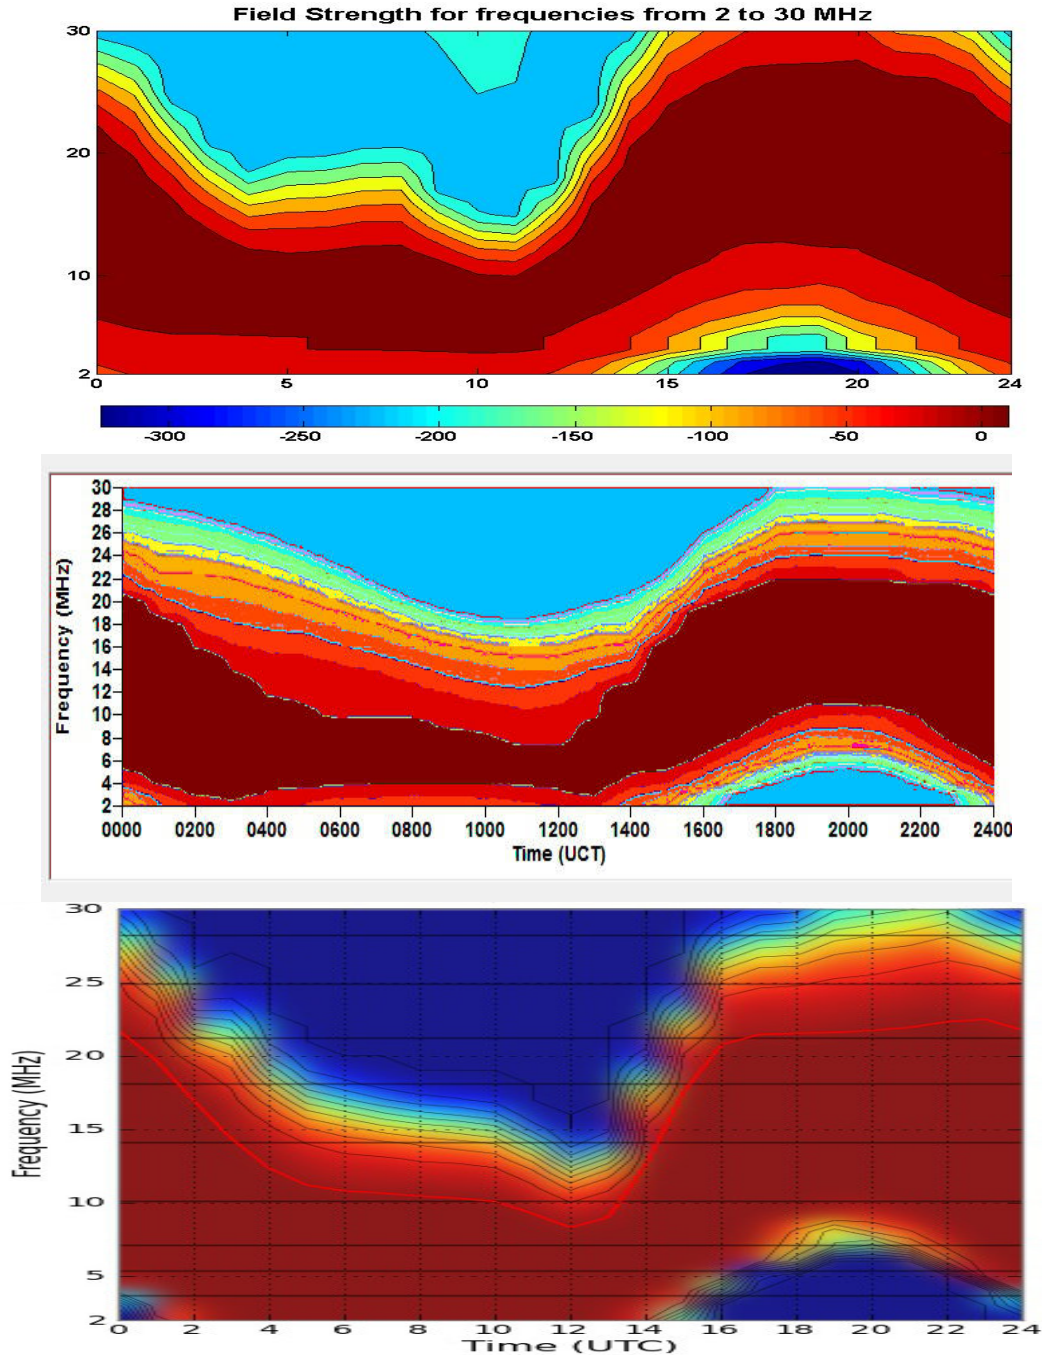 Field Strength for frequencies from 2 to 30 MHz
30
20
10
2
0 5 10 15 20 24
-300 -250 -200 -150 -100 -50 0
30
28
26
24
22
20
18
16
14
12
10
8
6
4
2
Frequency (MHz)
0000 0200 0400 0600 0800 1000 1200 1400 1600 1800 2000 2200 2400
Time (UCT)
30
25
20
15
10
5
2
Frequency (MHz)
0 2 4 6 8 10 12 14 16 18 20 22 24
Time (UTC)